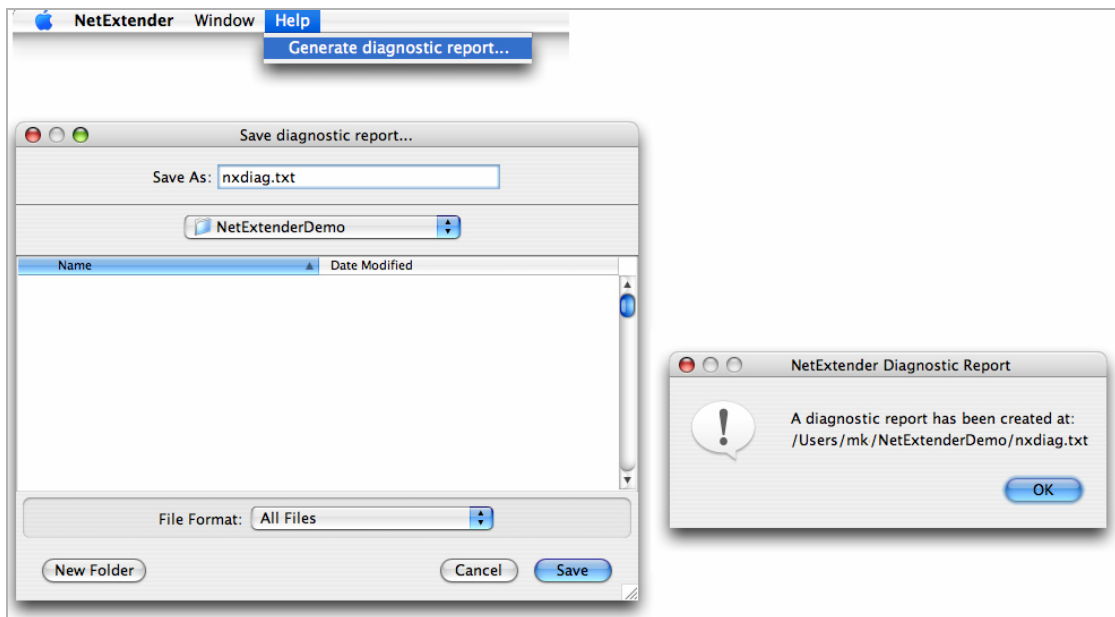 NetExtender Window Help
Generate diagnostic report...
Save diagnostic report...
Save As: nxdiag.txt
NetExtenderDemo
Name Date Modified
File Format: All Files
New Folder Cancel Save
NetExtender Diagnostic Report
A diagnostic report has been created at:
/Users/mk/NetExtenderDemo/nxdiag.txt
OK